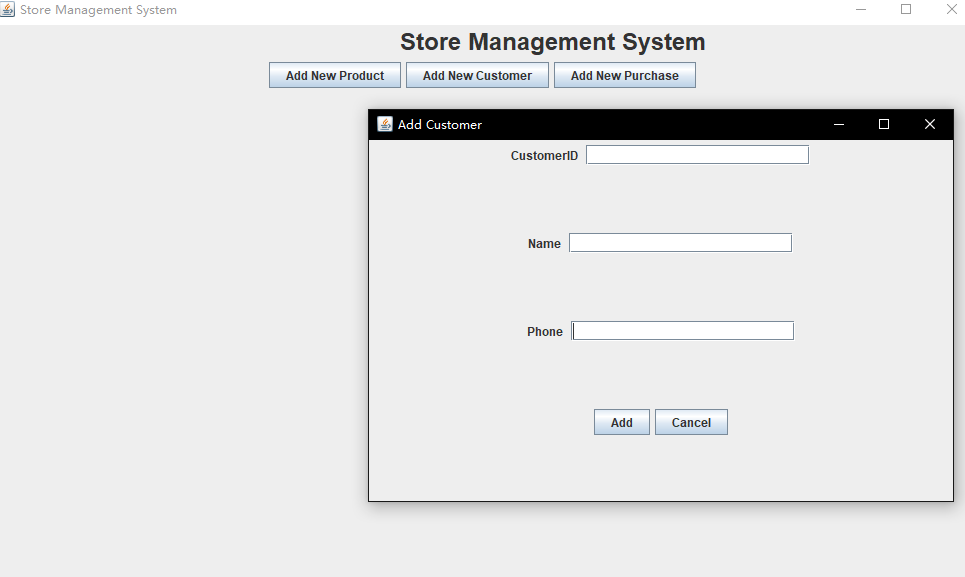 Store Management System
Store Management System
Add New Product Add New Customer Add New Purchase
Add Customer
CustomerID
Name
Phone
Add Cancel